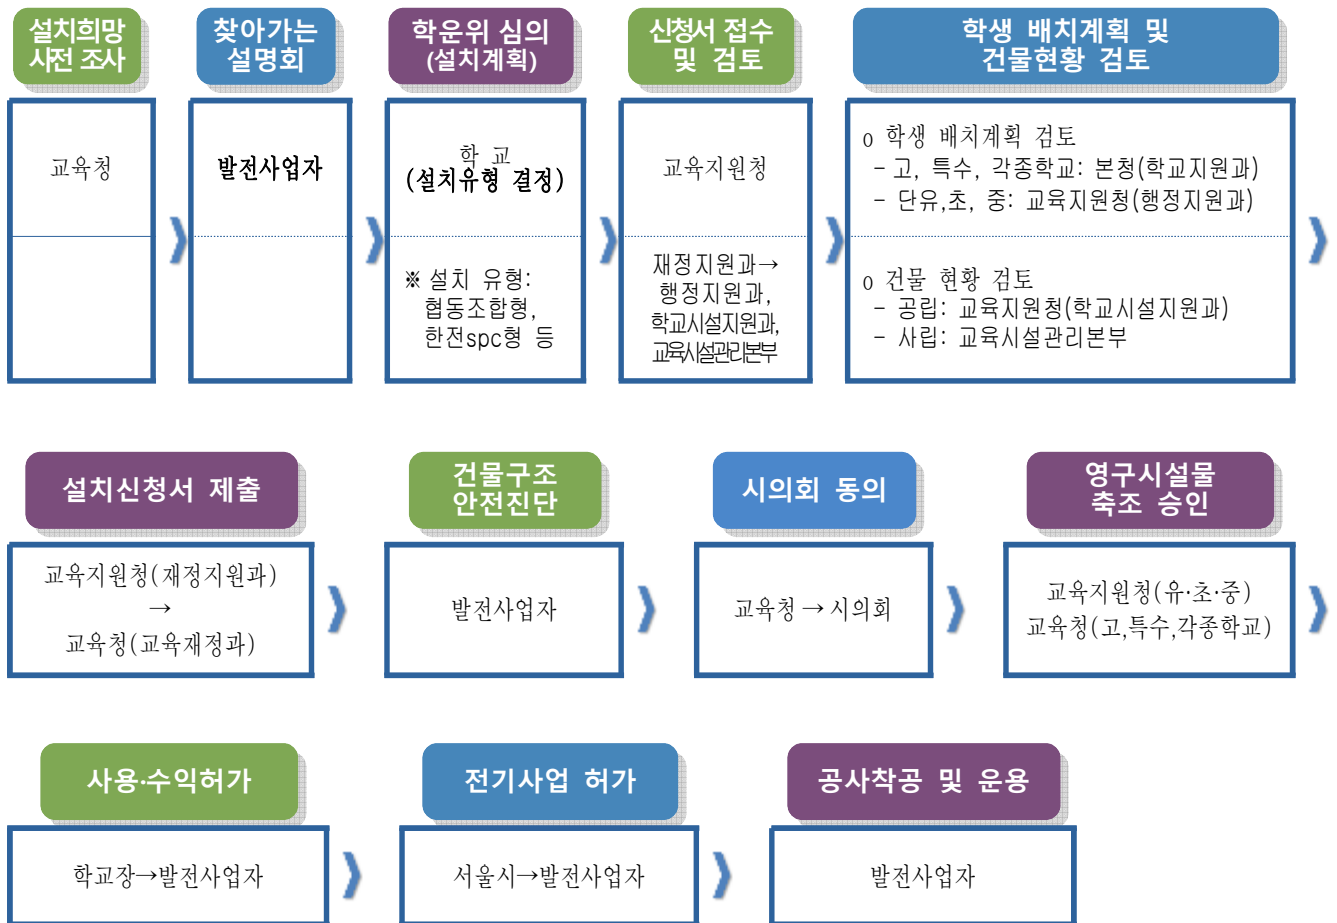 설치희망
사전 조사
찾아가는
설명회
학운위 심의
(설치계획)
신청서 접수
및 검토
학생 배치계획 및
건물현황 검토
교육청
발전사업자
학 교
(설치유형 결정)
※ 설치 유형:
협동조합형,
한전spc형 등
교육지원청
재정지원과→
행정지원과,
학교시설지원과,
교육시설관리본부
o 학생 배치계획 검토
- 고, 특수, 각종학교: 본청(학교지원과)
- 단유,초, 중: 교육지원청(행정지원과)
o 건물 현황 검토
- 공립: 교육지원청(학교시설지원과)
- 사립: 교육시설관리본부
설치신청서 제출
건물구조
안전진단
시의회 동의
영구시설물
축조 승인
교육지원청(재정지원과)
→
교육청(교육재정과)
발전사업자
교육청→시의회
교육지원청(유·초·중)
교육청(고,특수,각종학교)
사용·수익허가
전기사업 허가
공사착공 및 운용
학교장→발전사업자
서울시→발전사업자
발전사업자